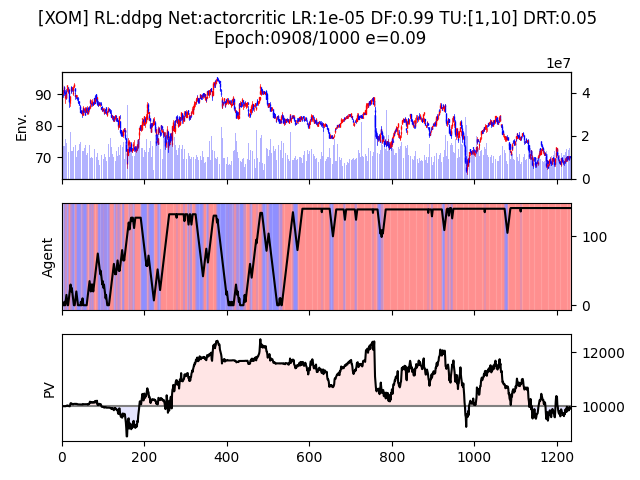 [XOM] RL:ddpg Net:actorcritic LR:1e-05 DF:0.99 TU:[1,10] DRT:0.05
Epoch:0908/1000 e=0.09
1e7
Env.
90
80
70
4
2
0
Agent
100
0
PV
12000
10000
0
200
400
600
800
1000
1200